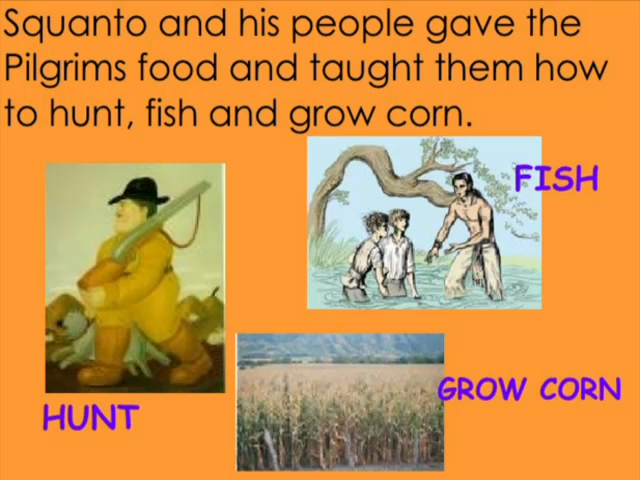 Squanto and his people gave the
Pilgrims food and taught them how
to hunt, fish and grow corn.
FISH
GROW CORN
HUNT